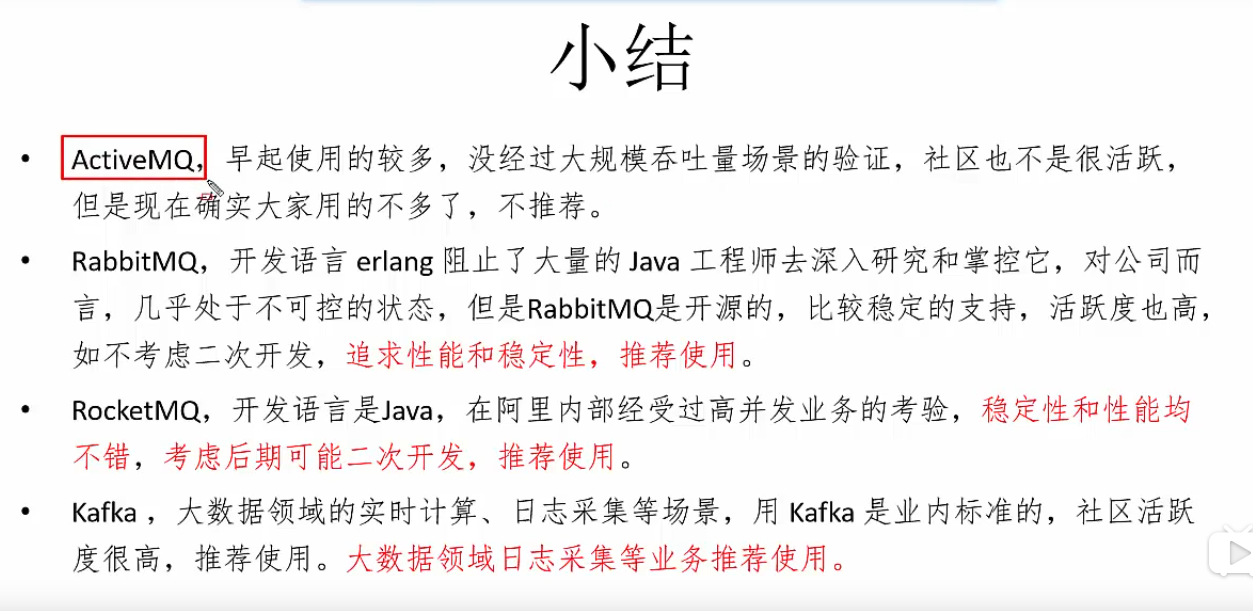 小结
• ActiveMQ，早起使用的较多，没经过大规模吞吐量场景的验证，社区也不是很活跃，
但是现在确实大家用的不多了，不推荐。
• RabbitMQ，开发语言 erlang 阻止了大量的 Java 工程师去深入研究和掌控它，对公司而
言，几乎处于不可控的状态，但是RabbitMQ是开源的，比较稳定的支持，活跃度也高，
如不考虑二次开发，追求性能和稳定性，推荐使用。
• RocketMQ，开发语言是Java，在阿里内部经受过高并发业务的考验，稳定性和性能均
不错，考虑后期可能二次开发，推荐使用。
• Kafka ，大数据领域的实时计算、日志采集等场景，用 Kafka 是业内标准的，社区活跃
度很高，推荐使用。大数据领域日志采集等业务推荐使用。